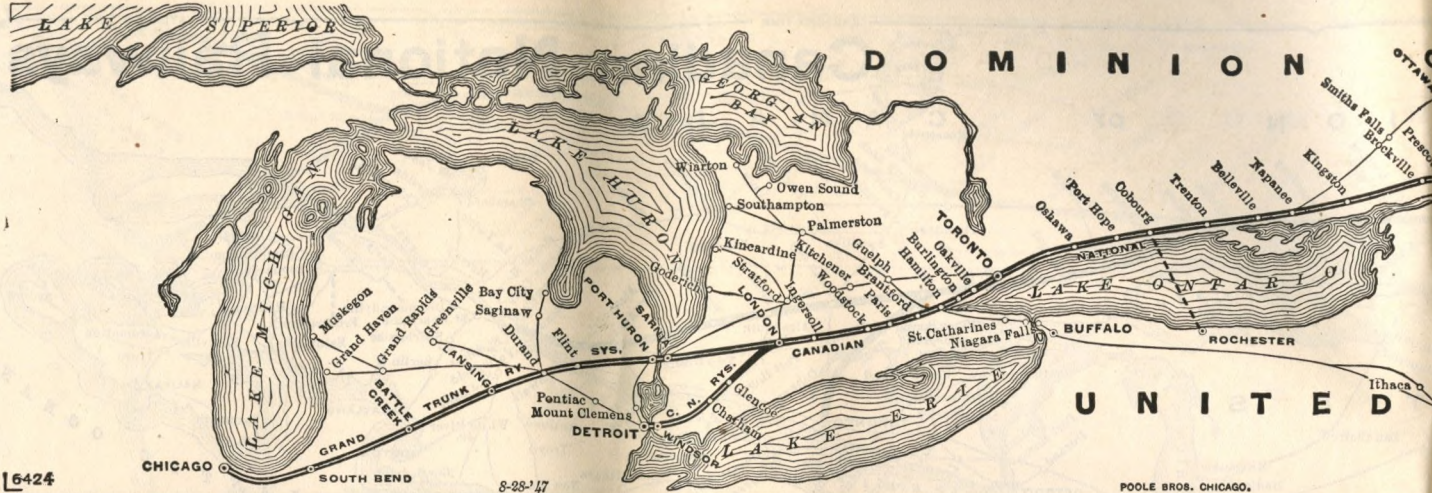 LAKE SUPERIOR
DOMINION
OTTAWA
GEORGIAN
BAY
Smiths Falls
Brockville
LAKE HURON
Wiarton
Owen Sound
Southampton
Palmerston
Kincardine
Kitchener
Guelph
Goderich
Stratford
Woodstock
Brantford
Paris
Ingersoll
Hamilton
Burlington
Oakville
TORONTO
Oshawa
Port Hope
Cobourg
Trenton
Belleville
Napanee
Kingston
NATIONAL
LAKE ONTARIO
LAKE MICHIGAN
Muskegon
Grand Haven
Grand Rapids
Greenville
Bay City
Saginaw
Durand
Flint
PORT HURON
SARNIA
LONDON
LANSING
BATTLE
CREEK
GRAND
TRUNK
RY.
SYS.
CANADIAN
St. Catharines
Niagara Fall
BUFFALO
ROCHESTER
Ithaca
Pontiac
Mount Clemens
DETROIT
WINDSOR
C. N. RYS.
Glencoe
Chatham
LAKE ERIE
UNITED
CHICAGO
SOUTH BEND
6424
8-28-'47
POOLE BROS. CHICAGO.